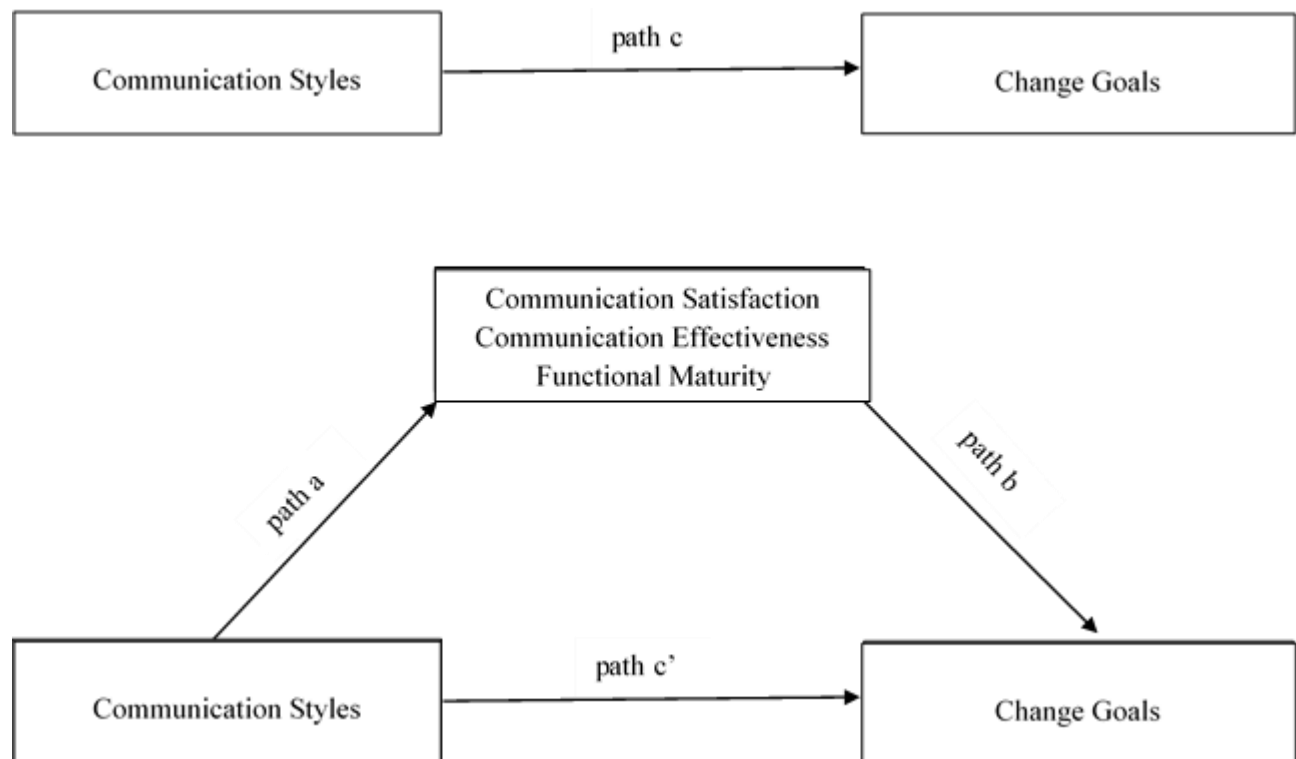 path c
Communication Styles
Change Goals
Communication Satisfaction
Communication Effectiveness
Functional Maturity
path a
path b
path c’
Communication Styles
Change Goals